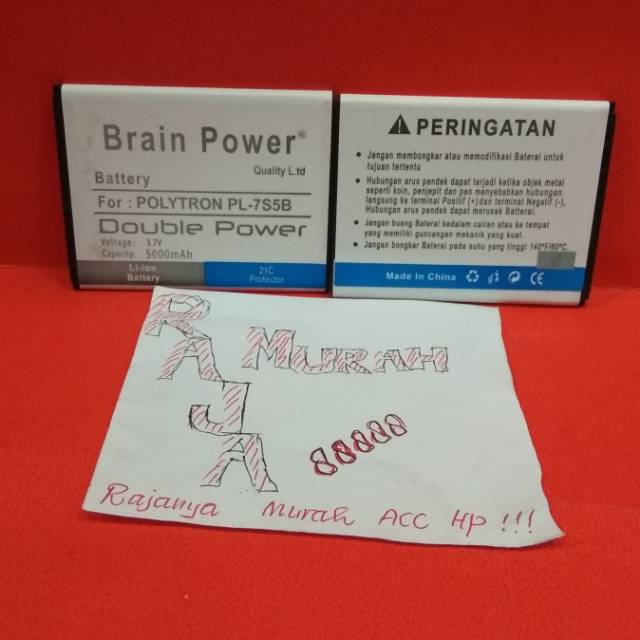 Brain Power®
Quality L.td
Battery
For : POLYTRON PL-7S5B
Double Power
Voltage: 3.7V
Capacity: 5000mAh
Li-ion
Battery
2IC
Protector
PERINGATAN
Jangan membongkar atau memodifikasi Baterai untuk
tujuan tertentu
Hubungan arus pendek dapat terjadi ketika objek metal
seperti koin, penjepit dan pen menyebabkan hubungan.
langsung ke terminal Positif (+) dan terminal Negatif (-),
Hubungan arus pendek dapat merusak Batterai.
Jangan buang Baterai kedalam cairan atau ke tempat
yang memiliki guncangan mekanik yang kuat.
Jangan bongkar Baterai pada suhu yang tinggi 140°F/60°C.
Made In China
CE
RAJA
MURAH
88888
Rajanya murah ACC Hp !!!